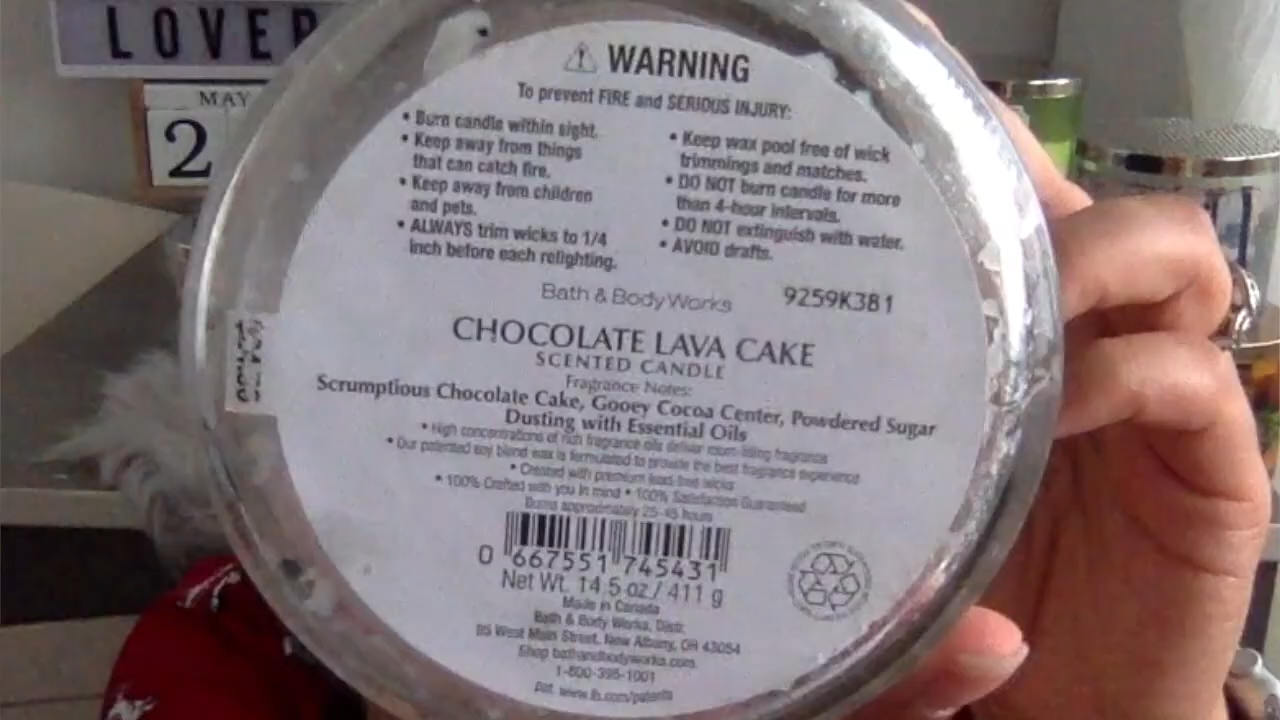 LOVER
MAY
2
WARNING
To prevent FIRE and SERIOUS INJURY:
• Burn candle within sight.
• Keep away from things
that can catch fire.
• Keep away from children
and pets.
• ALWAYS trim wicks to 1/4
inch before each relighting.
• Keep wax pool free of wick
trimmings and matches.
• DO NOT burn candle for more
than 4-hour intervals.
• DO NOT extinguish with water.
• AVOID drafts.
Bath & Body Works
9259K3B1
CHOCOLATE LAVA CAKE
SCENTED CANDLE
Fragrance Notes:
Scrumptious Chocolate Cake, Gooey Cocoa Center, Powdered Sugar
Dusting with Essential Oils
• High concentrations of rich fragrance oils deliver room-filling fragrance
• Our patented soy blend wax is formulated to provide the best fragrance experience
• Created with premium lead-free wicks
• 100% Crafted with you in mind • 100% Satisfaction Guaranteed
Burns approximately 25-45 hours
0 667551 745431
Net Wt. 14.5 oz / 411 g
Made in Canada
Bath & Body Works, Distr.
95 West Main Street, New Albany, OH 43054
Shop bathandbodyworks.com
1-800-395-1001
pat. www.lb.com/patents